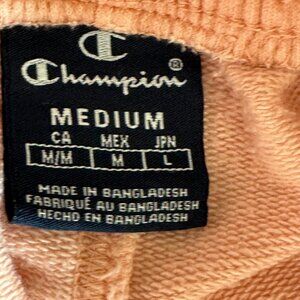 Champion®
MEDIUM
CA MEX JPN
M/M M L
MADE IN BANGLADESH
FABRIQUÉ AU BANGLADESH
HECHO EN BANGLADESH